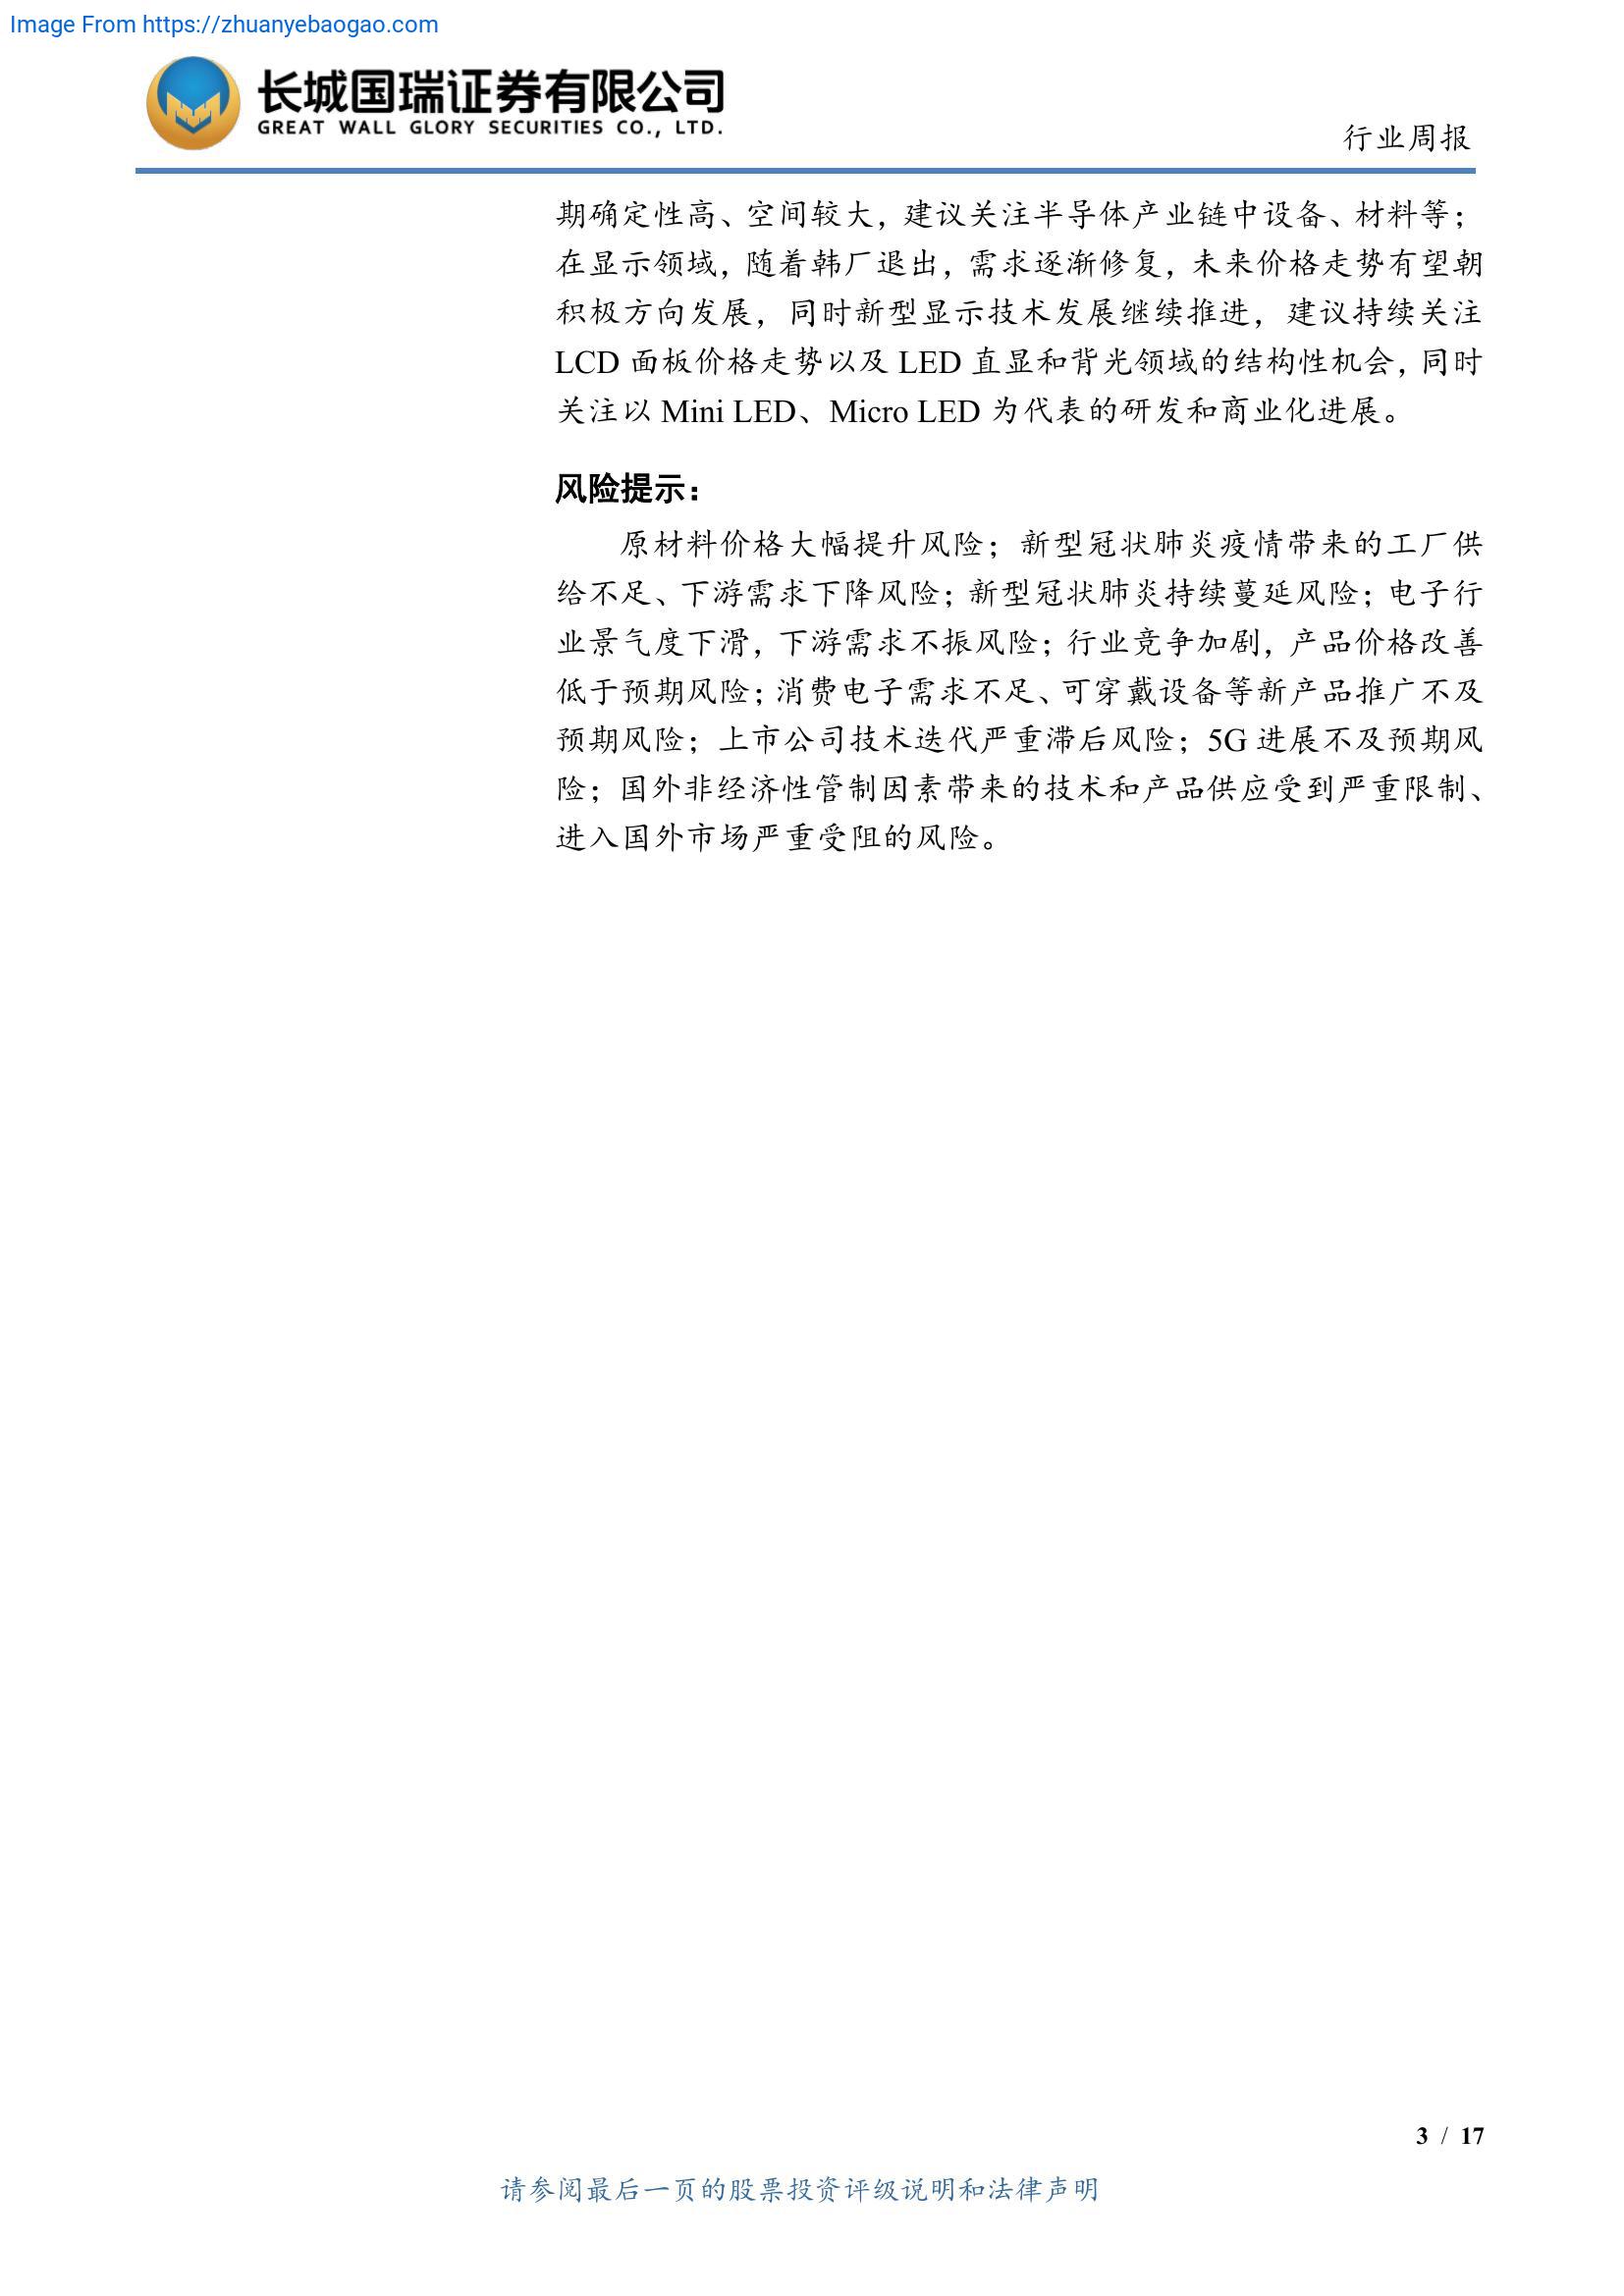 Image From https://zhuanyebaogao.com
长城国瑞证券有限公司
GREAT WALL GLORY SECURITIES CO., LTD.
行业周报
期确定性高、空间较大，建议关注半导体产业链中设备、材料等；
在显示领域，随着韩厂退出，需求逐渐修复，未来价格走势有望朝
积极方向发展，同时新型显示技术发展继续推进，建议持续关注
LCD 面板价格走势以及 LED 直显和背光领域的结构性机会，同时
关注以 Mini LED、Micro LED 为代表的研发和商业化进展。
风险提示：
原材料价格大幅提升风险；新型冠状肺炎疫情带来的工厂供
给不足、下游需求下降风险；新型冠状肺炎持续蔓延风险；电子行
业景气度下滑，下游需求不振风险；行业竞争加剧，产品价格改善
低于预期风险；消费电子需求不足、可穿戴设备等新产品推广不及
预期风险；上市公司技术迭代严重滞后风险；5G 进展不及预期风
险；国外非经济性管制因素带来的技术和产品供应受到严重限制、
进入国外市场严重受阻的风险。
3 / 17
请参阅最后一页的股票投资评级说明和法律声明